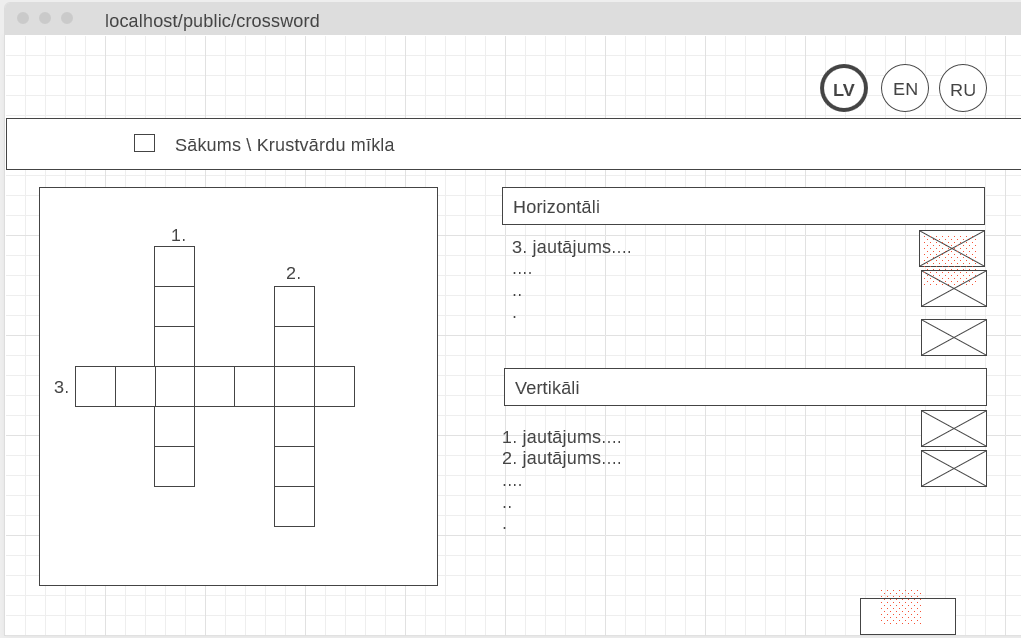 localhost/public/crossword
LV EN RU
Sākums \ Krustvārdu mīkla
1.
2.
3.
Horizontāli
3. jautājums....
....
..
.
Vertikāli
1. jautājums....
2. jautājums....
....
..
.